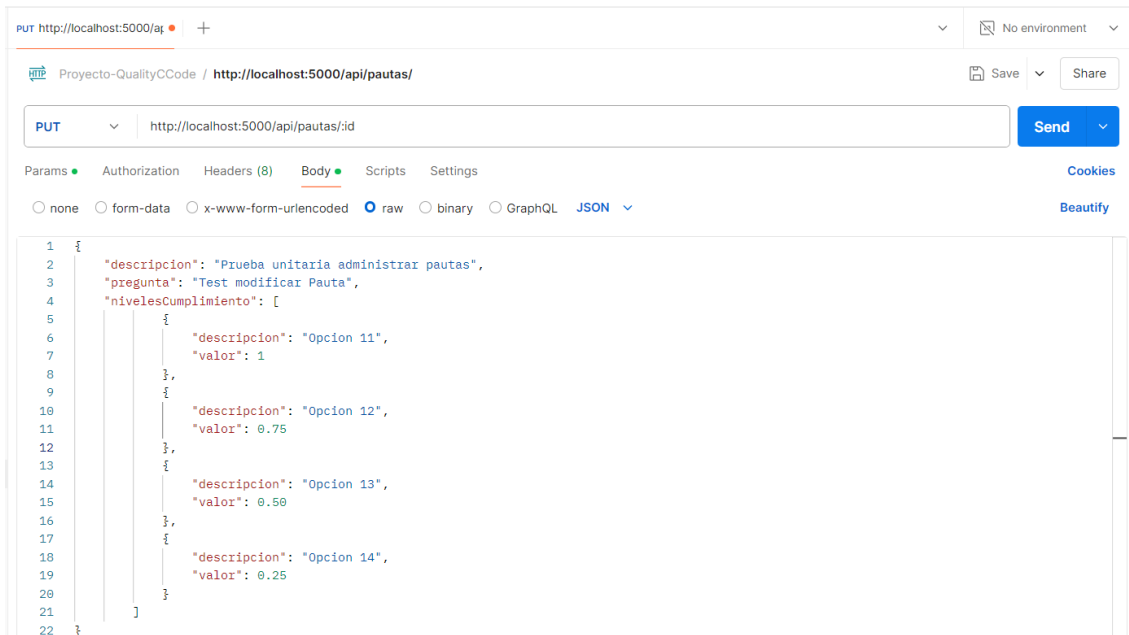 PUT http://localhost:5000/ap
No environment
HTTP Proyecto-QualityCCode / http://localhost:5000/api/pautas/ Save Share
PUT http://localhost:5000/api/pautas/:id Send
Params Authorization Headers (8) Body Scripts Settings Cookies
none form-data x-www-form-urlencoded raw binary GraphQL JSON Beautify
1 {
2 "descripcion": "Prueba unitaria administrar pautas",
3 "pregunta": "Test modificar Pauta",
4 "nivelesCumplimiento": [
5 {
6 "descripcion": "Opcion 11",
7 "valor": 1
8 },
9 {
10 "descripcion": "Opcion 12",
11 "valor": 0.75
12 },
13 {
14 "descripcion": "Opcion 13",
15 "valor": 0.50
16 },
17 {
18 "descripcion": "Opcion 14",
19 "valor": 0.25
20 }
21 ]
22 }